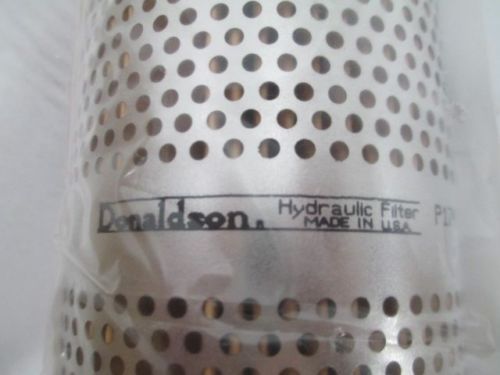 Donaldson® Hydraulic Filter
MADE IN U.S.A.